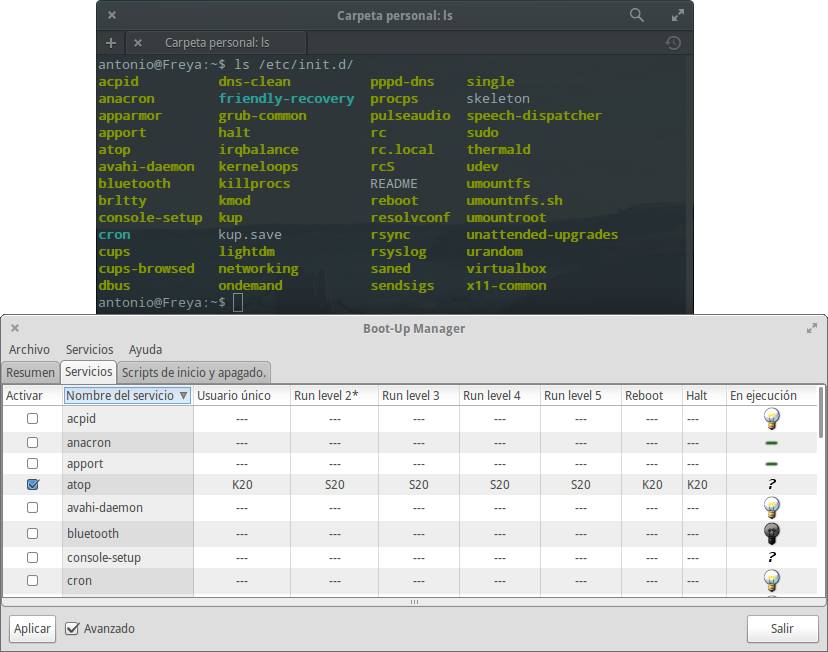 Carpeta personal: ls
Carpeta personal: ls
antonio@Freya:~$ ls /etc/init.d/
acpid dns-clean pppd-dns single
anacron friendly-recovery procps skeleton
apparmor grub-common pulseaudio speech-dispatcher
apport halt rc sudo
atop irqbalance rc.local thermald
avahi-daemon kerneloops rcS udev
bluetooth killprocs README umountfs
brltty kmod reboot umountnfs.sh
console-setup kup resolvconf umountroot
cron kup.save rsync unattended-upgrades
cups lightdm rsyslog urandom
cups-browsed networking saned virtualbox
dbus ondemand sendsigs x11-common
antonio@Freya:~$
Boot-Up Manager
Archivo Servicios Ayuda
Resumen Servicios Scripts de inicio y apagado.
Activar Nombre del servicio Usuario único Run level 2* Run level 3 Run level 4 Run level 5 Reboot Halt En ejecución
acpid --- --- --- --- --- --- ---
anacron --- --- --- --- --- --- ---
apport --- --- --- --- --- --- ---
atop K20 S20 S20 S20 S20 K20 K20 ?
avahi-daemon --- --- --- --- --- --- ---
bluetooth --- --- --- --- --- --- ---
console-setup --- --- --- --- --- --- --- ?
cron --- --- --- --- --- --- ---
Aplicar Avanzado Salir